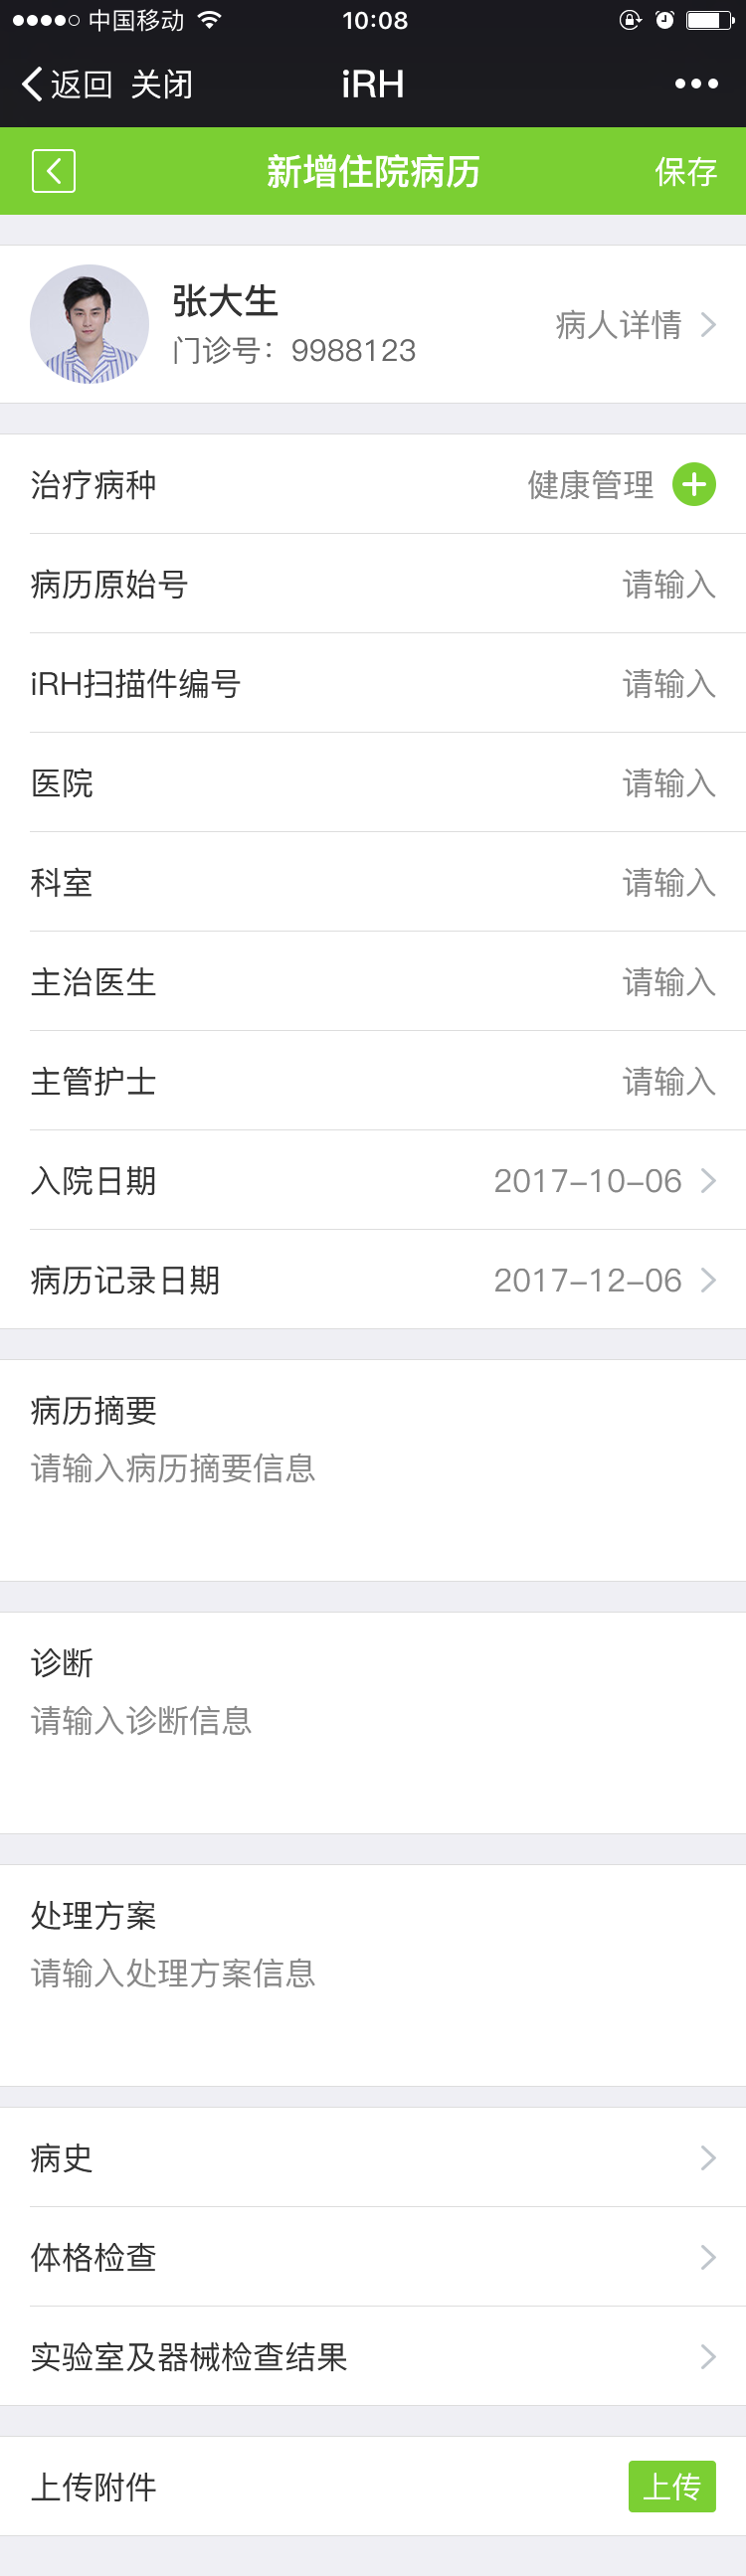 中国移动 10:08
返回 关闭 iRH
新增住院病历 保存
张大生
门诊号：9988123
病人详情
治疗病种 健康管理
病历原始号 请输入
iRH扫描件编号 请输入
医院 请输入
科室 请输入
主治医生 请输入
主管护士 请输入
入院日期 2017-10-06
病历记录日期 2017-12-06
病历摘要
请输入病历摘要信息
诊断
请输入诊断信息
处理方案
请输入处理方案信息
病史
体格检查
实验室及器械检查结果
上传附件 上传